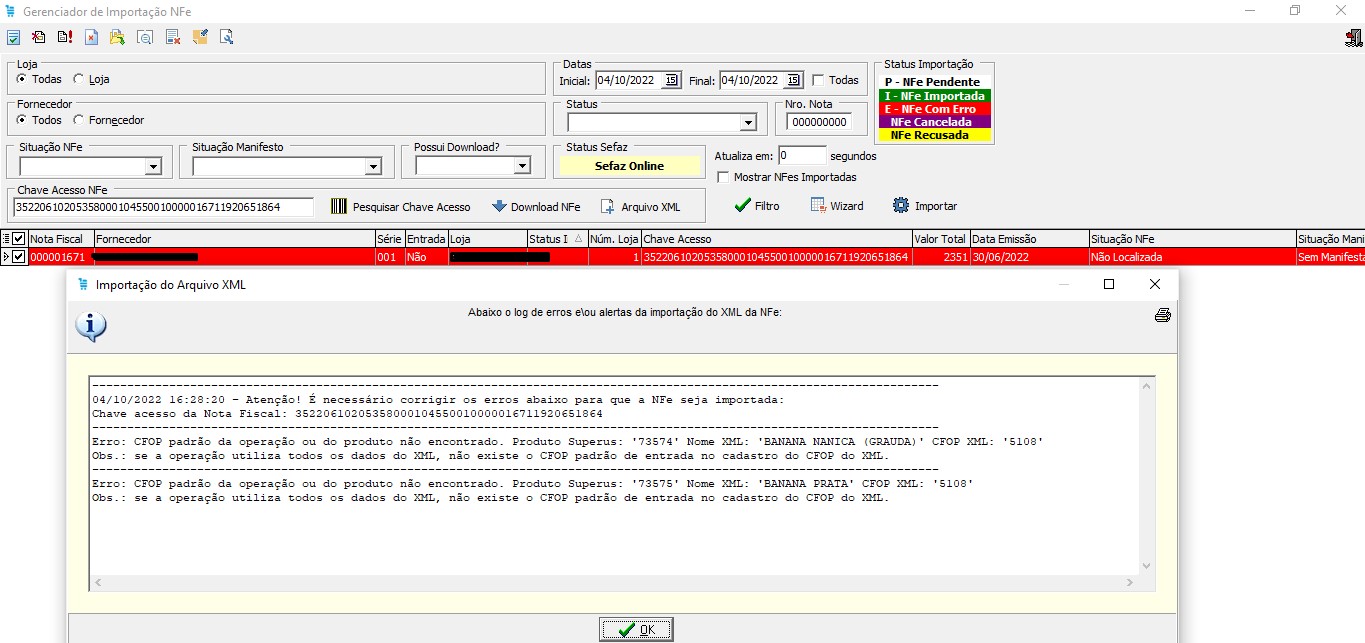 Gerenciador de Importação NFe
Loja
Todas Loja
Datas
Inicial: 04/10/2022 15 Final: 04/10/2022 15 Todas
Status Importação
P - NFe Pendente
I - NFe Importada
E - NFe Com Erro
NFe Cancelada
NFe Recusada
Fornecedor
Todos Fornecedor
Status
Nro. Nota
000000000
Situação NFe
Situação Manifesto
Possui Download?
Status Sefaz
Sefaz Online
Atualiza em: 0 segundos
Mostrar NFes Importadas
Chave Acesso NFe
35220610205358000104550010000016711920651864 Pesquisar Chave Acesso Download NFe Arquivo XML
Filtro Wizard Importar
Nota Fiscal Fornecedor Série Entrada Loja Status I Núm. Loja Chave Acesso Valor Total Data Emissão Situação NFe Situação Mani
000001671 001 Não 1 35220610205358000104550010000016711920651864 2351 30/06/2022 Não Localizada Sem Manifesta
Importação do Arquivo XML
Abaixo o log de erros e\ou alertas da importação do XML da NFe:
04/10/2022 16:28:20 - Atenção! É necessário corrigir os erros abaixo para que a NFe seja importada:
Chave acesso da Nota Fiscal: 35220610205358000104550010000016711920651864
Erro: CFOP padrão da operação ou do produto não encontrado. Produto Superus: '73574' Nome XML: 'BANANA NANICA (GRAUDA)' CFOP XML: '5108'
Obs.: se a operação utiliza todos os dados do XML, não existe o CFOP padrão de entrada no cadastro do CFOP do XML.
Erro: CFOP padrão da operação ou do produto não encontrado. Produto Superus: '73575' Nome XML: 'BANANA PRATA' CFOP XML: '5108'
Obs.: se a operação utiliza todos os dados do XML, não existe o CFOP padrão de entrada no cadastro do CFOP do XML.
OK